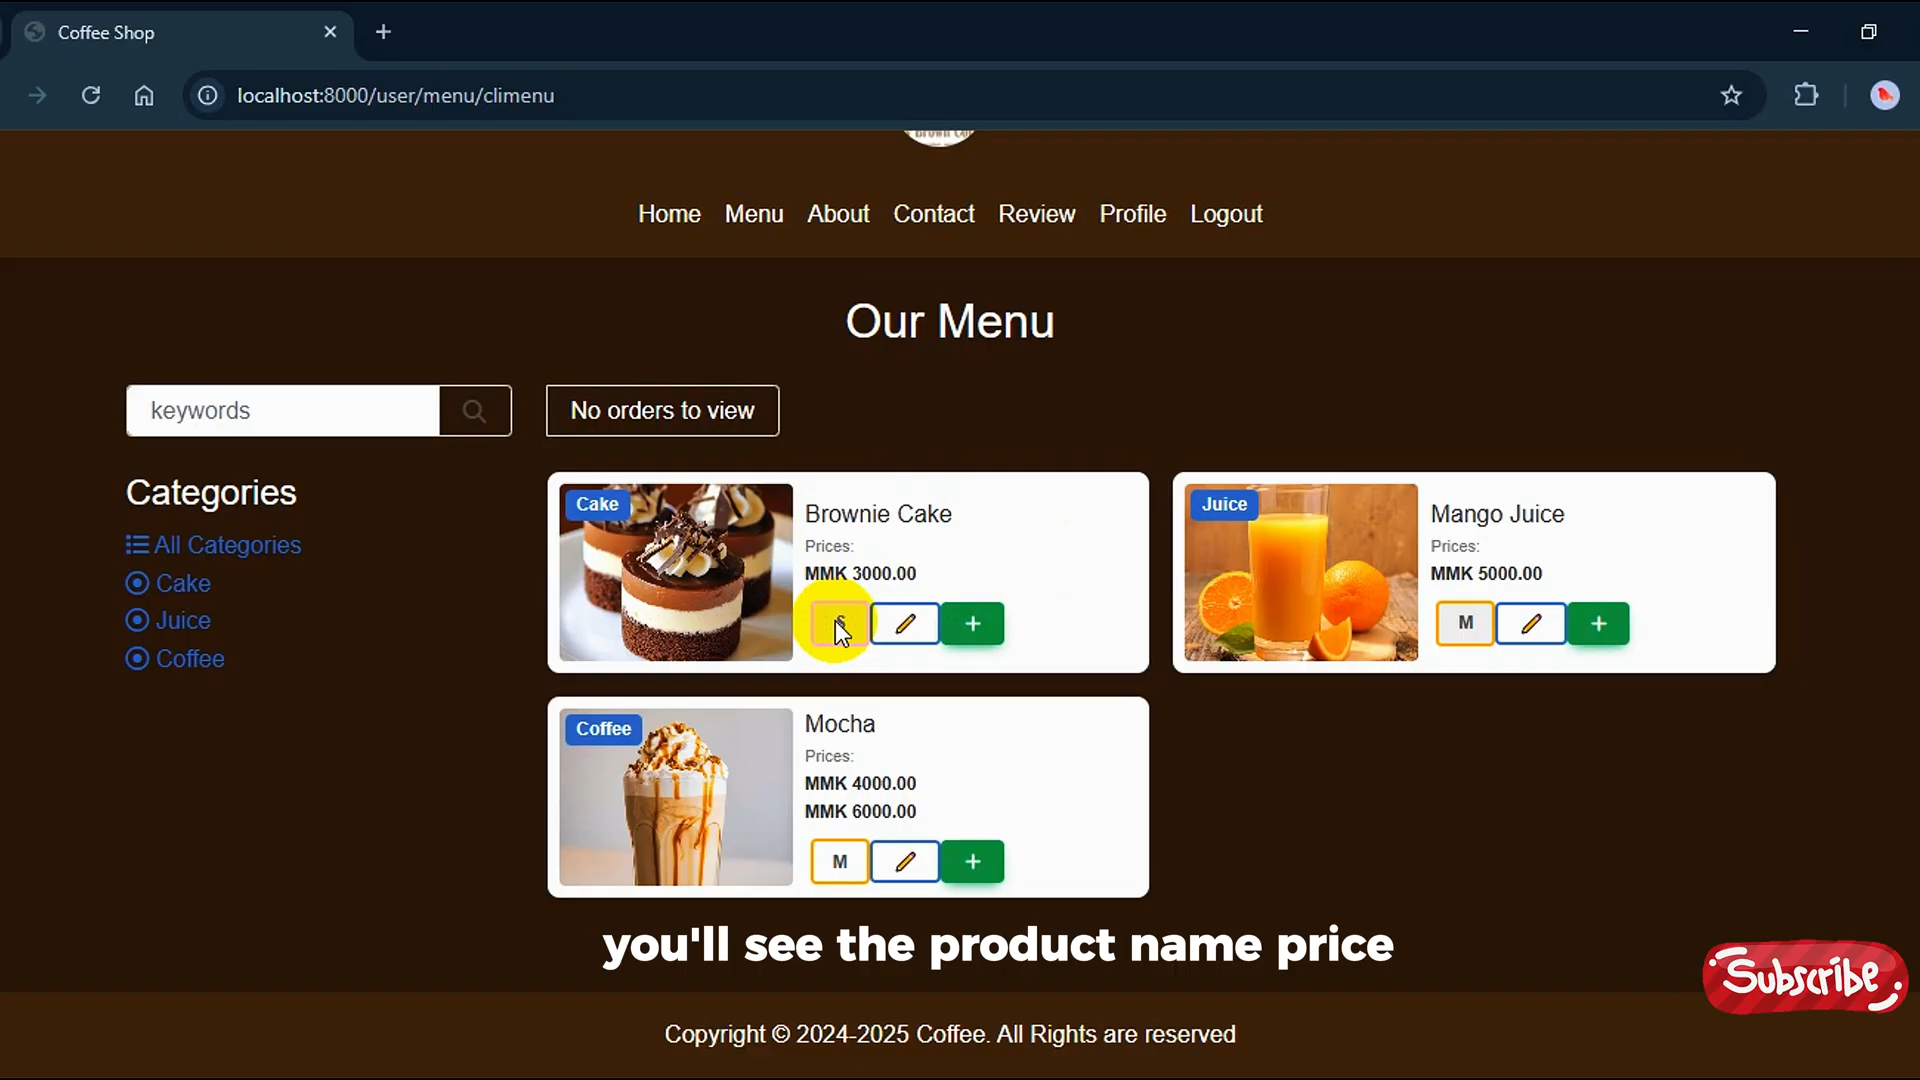 Coffee Shop
localhost:8000/user/menu/climenu
Brown Co
Home Menu About Contact Review Profile Logout
Our Menu
keywords
No orders to view
Categories
All Categories
Cake
Juice
Coffee
Cake
Brownie Cake
Prices:
MMK 3000.00
S
Juice
Mango Juice
Prices:
MMK 5000.00
M
Coffee
Mocha
Prices:
MMK 4000.00
MMK 6000.00
M
you'll see the product name price
Subscribe
Copyright © 2024-2025 Coffee. All Rights are reserved